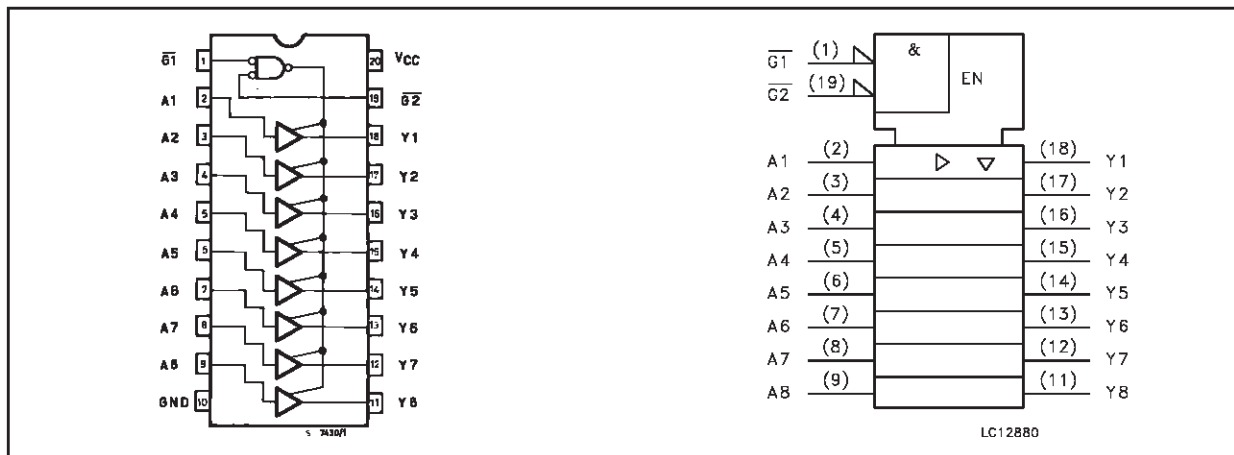 G1 1 20 VCC
A1 2 19 G2
A2 3 18 Y1
A3 4 17 Y2
A4 5 16 Y3
A5 6 15 Y4
A6 7 14 Y5
A7 8 13 Y6
A8 9 12 Y7
GND 10 11 Y8
S 7430/1
&
G1 (1)
EN
G2 (19)
A1 (2) (18) Y1
A2 (3) (17) Y2
A3 (4) (16) Y3
A4 (5) (15) Y4
A5 (6) (14) Y5
A6 (7) (13) Y6
A7 (8) (12) Y7
A8 (9) (11) Y8
LC12880